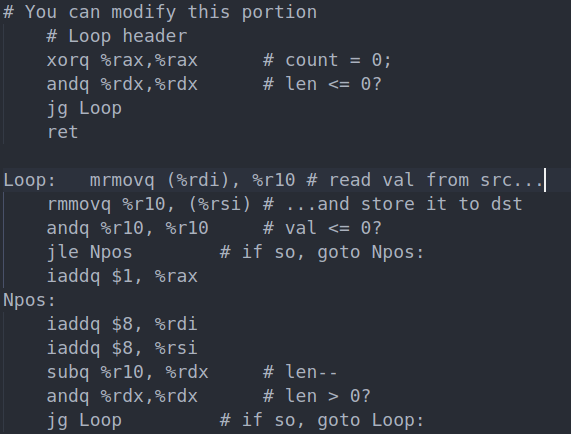 # You can modify this portion
# Loop header
xorq %rax,%rax # count = 0;
andq %rdx,%rdx # len <= 0?
jg Loop
ret
Loop: mrmovq (%rdi), %r10 # read val from src...
rmmovq %r10, (%rsi) # ...and store it to dst
andq %r10, %r10 # val <= 0?
jle Npos # if so, goto Npos:
iaddq $1, %rax
Npos:
iaddq $8, %rdi
iaddq $8, %rsi
subq %r10, %rdx # len--
andq %rdx,%rdx # len > 0?
jg Loop # if so, goto Loop: